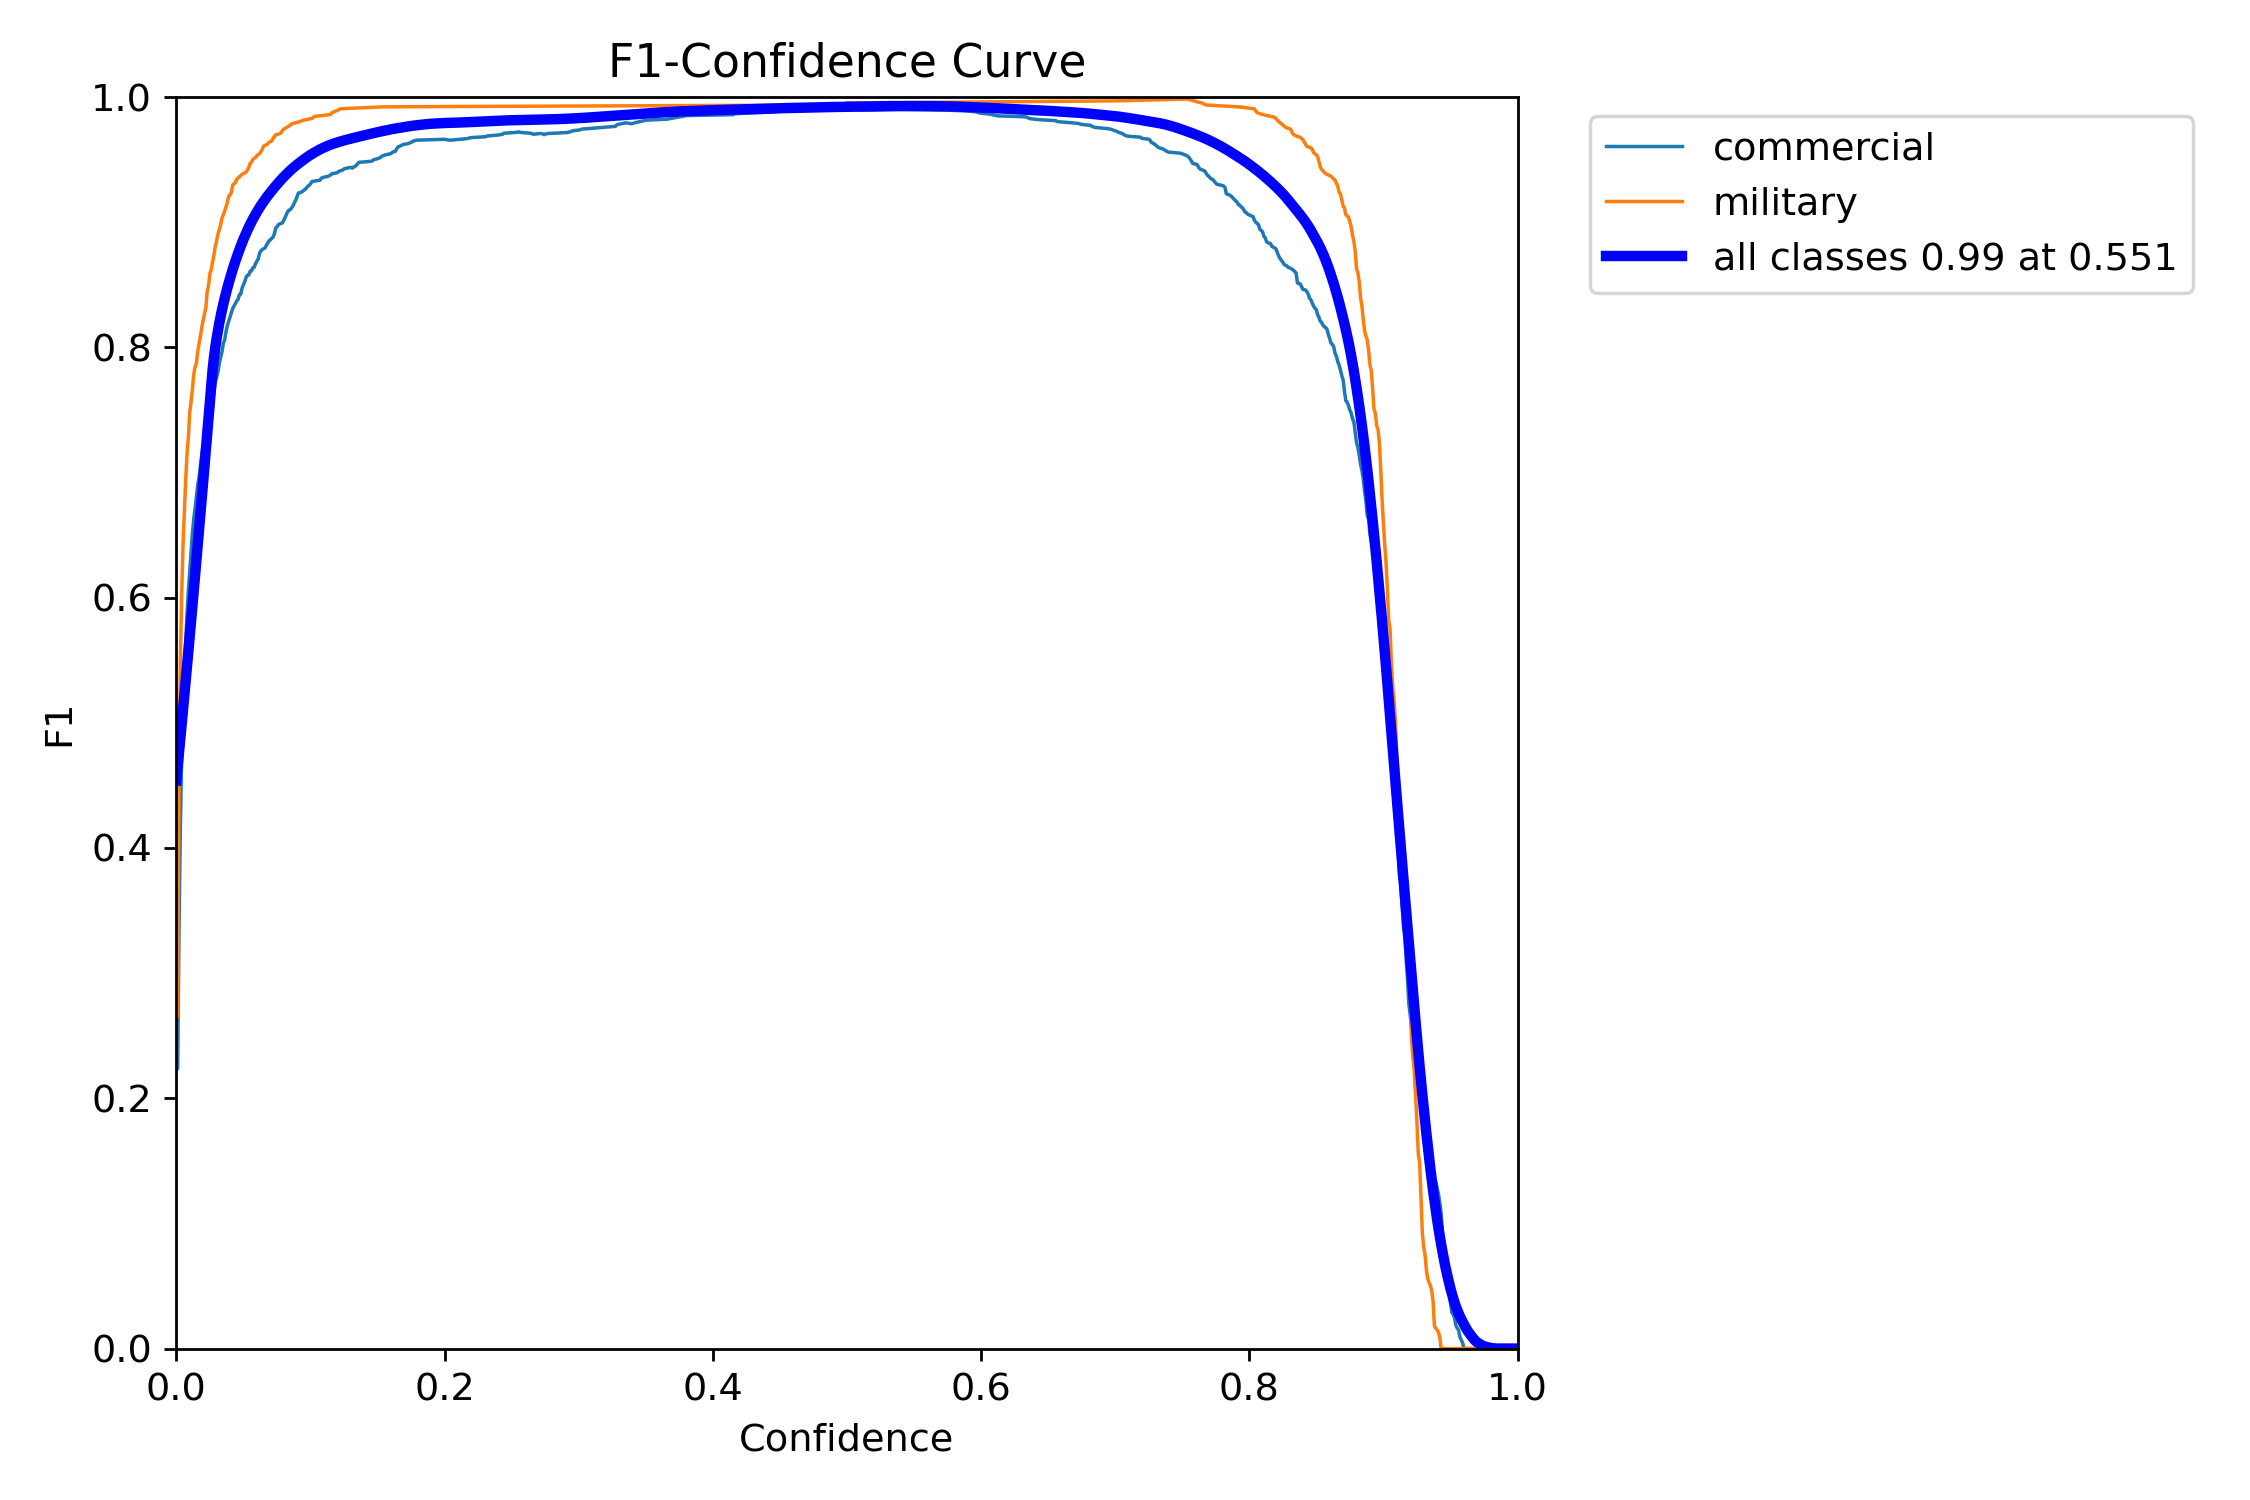 F1-Confidence Curve
1.0
0.8
0.6
0.4
0.2
0.0
F1
0.0 0.2 0.4 0.6 0.8 1.0
Confidence
commercial
military
all classes 0.99 at 0.551